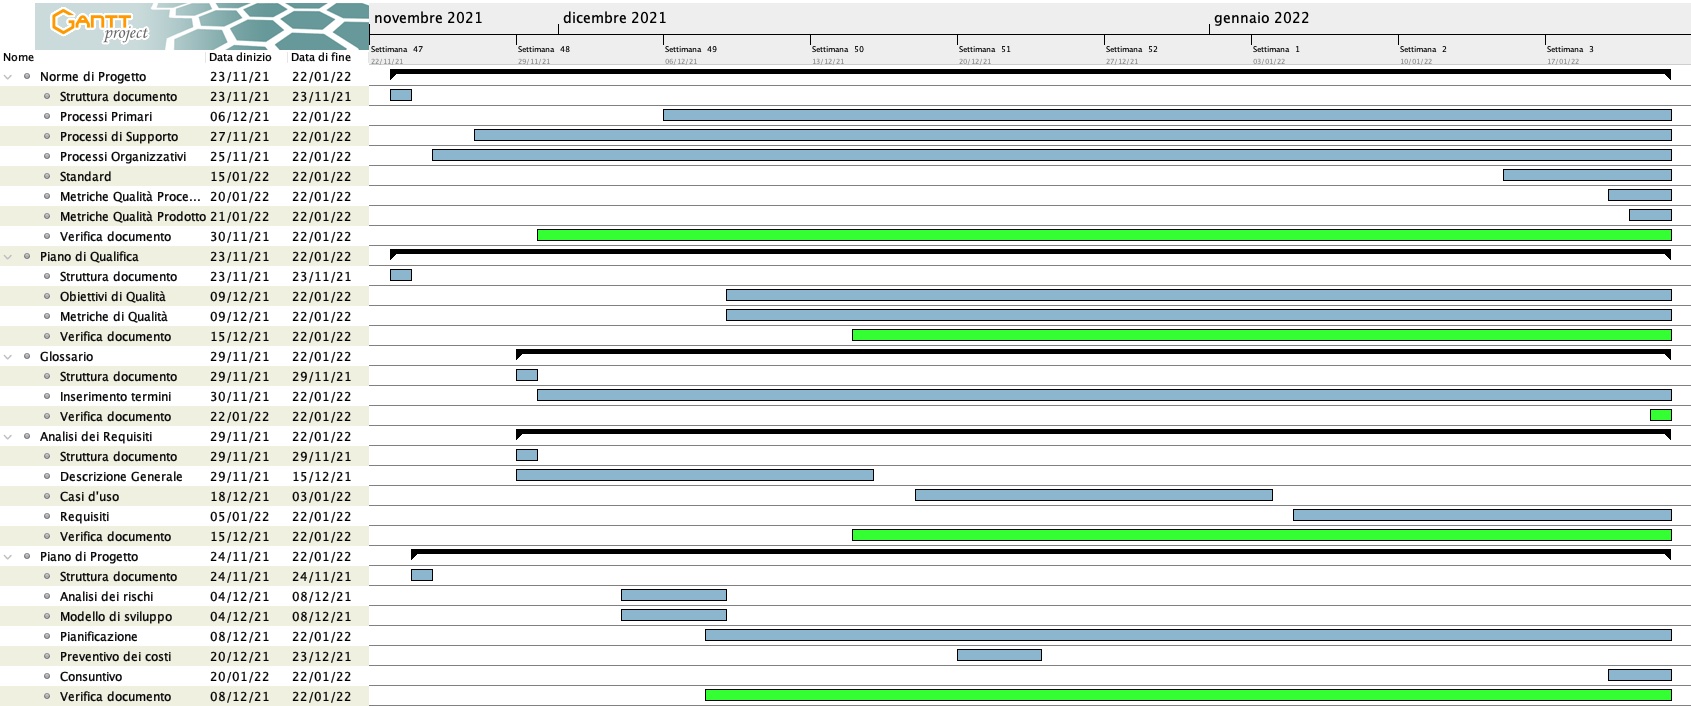 GANTT project
novembre 2021 dicembre 2021 gennaio 2022
Settimana 47 Settimana 48 Settimana 49 Settimana 50 Settimana 51 Settimana 52 Settimana 1 Settimana 2 Settimana 3
Nome Data dinizio Data di fine 22/11/21 29/11/21 06/12/21 13/12/21 20/12/21 27/12/21 03/01/22 10/01/22 17/01/22
Norme di Progetto 23/11/21 22/01/22
Struttura documento 23/11/21 23/11/21
Processi Primari 06/12/21 22/01/22
Processi di Supporto 27/11/21 22/01/22
Processi Organizzativi 25/11/21 22/01/22
Standard 15/01/22 22/01/22
Metriche Qualità Proce... 20/01/22 22/01/22
Metriche Qualità Prodotto 21/01/22 22/01/22
Verifica documento 30/11/21 22/01/22
Piano di Qualifica 23/11/21 22/01/22
Struttura documento 23/11/21 23/11/21
Obiettivi di Qualità 09/12/21 22/01/22
Metriche di Qualità 09/12/21 22/01/22
Verifica documento 15/12/21 22/01/22
Glossario 29/11/21 22/01/22
Struttura documento 29/11/21 29/11/21
Inserimento termini 30/11/21 22/01/22
Verifica documento 22/01/22 22/01/22
Analisi dei Requisiti 29/11/21 22/01/22
Struttura documento 29/11/21 29/11/21
Descrizione Generale 29/11/21 15/12/21
Casi d'uso 18/12/21 03/01/22
Requisiti 05/01/22 22/01/22
Verifica documento 15/12/21 22/01/22
Piano di Progetto 24/11/21 22/01/22
Struttura documento 24/11/21 24/11/21
Analisi dei rischi 04/12/21 08/12/21
Modello di sviluppo 04/12/21 08/12/21
Pianificazione 08/12/21 22/01/22
Preventivo dei costi 20/12/21 23/12/21
Consuntivo 20/01/22 22/01/22
Verifica documento 08/12/21 22/01/22